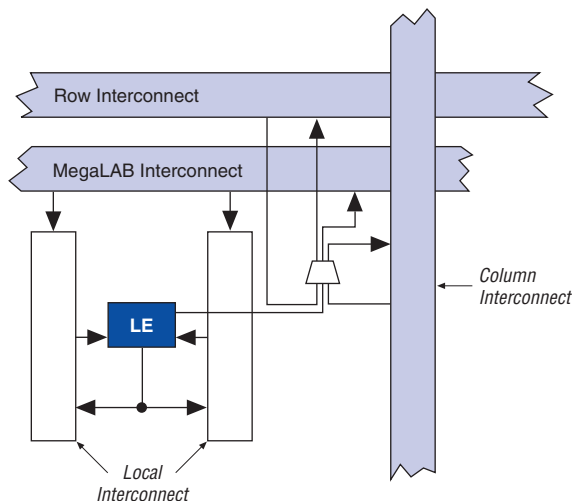 Row Interconnect
MegaLAB Interconnect
Column
Interconnect
LE
Local
Interconnect